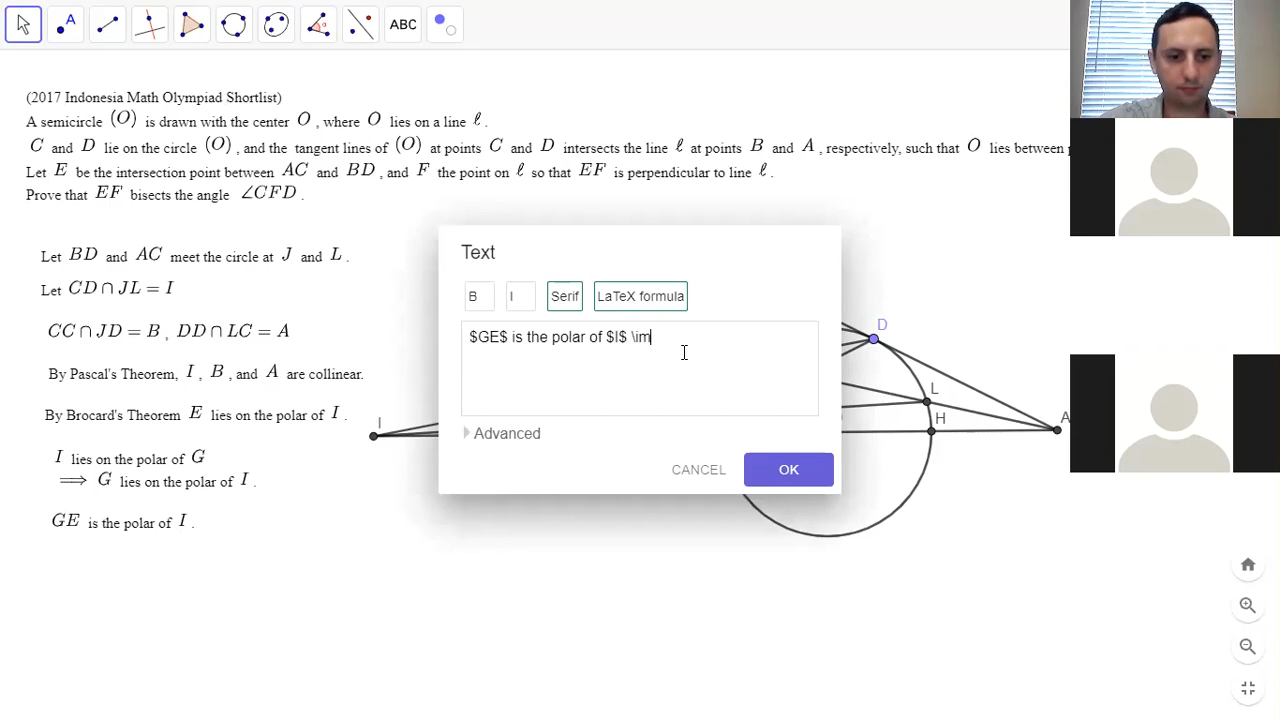 ABC
(2017 Indonesia Math Olympiad Shortlist)
A semicircle (O) is drawn with the center O , where O lies on a line ℓ .
C and D lie on the circle (O) , and the tangent lines of (O) at points C and D intersects the line ℓ at points B and A , respectively, such that O lies between p
Let E be the intersection point between AC and BD , and F the point on ℓ so that EF is perpendicular to line ℓ .
Prove that EF bisects the angle ∠CFD .
Let BD and AC meet the circle at J and L .
Let CD ∩ JL = I
CC ∩ JD = B , DD ∩ LC = A
By Pascal's Theorem, I , B , and A are collinear.
By Brocard's Theorem E lies on the polar of I .
I lies on the polar of G
⟹ G lies on the polar of I .
GE is the polar of I .
Text
B
I
Serif
LaTeX formula
$GE$ is the polar of $I$ \im
Advanced
CANCEL
OK
D
L
H
A
I